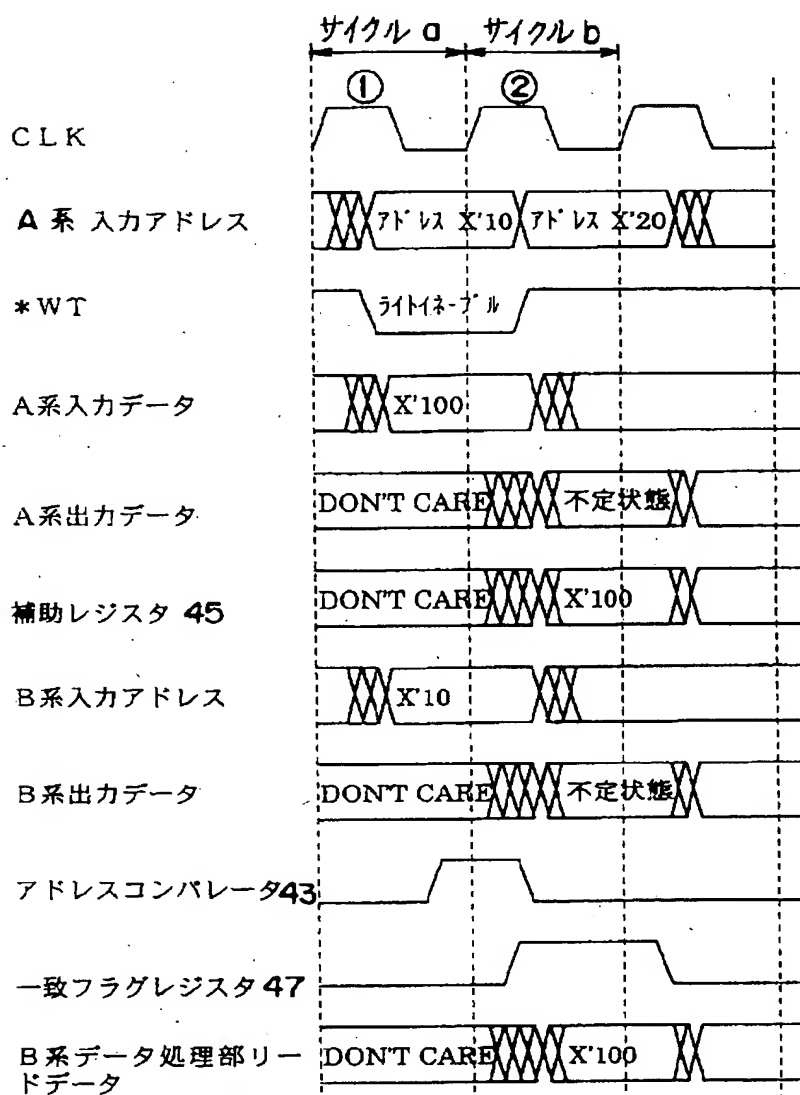 サイクル a サイクル b
① ②
CLK
A系 入力アドレス アドレス X'10 アドレス X'20
*WT ライトイネーブル
A系入力データ X'100
A系出力データ DON'T CARE 不定状態
補助レジスタ 45 DON'T CARE X'100
B系入力アドレス X'10
B系出力データ DON'T CARE 不定状態
アドレスコンパレータ43
一致フラグレジスタ47
B系データ処理部リー DON'T CARE X'100
ドデータ